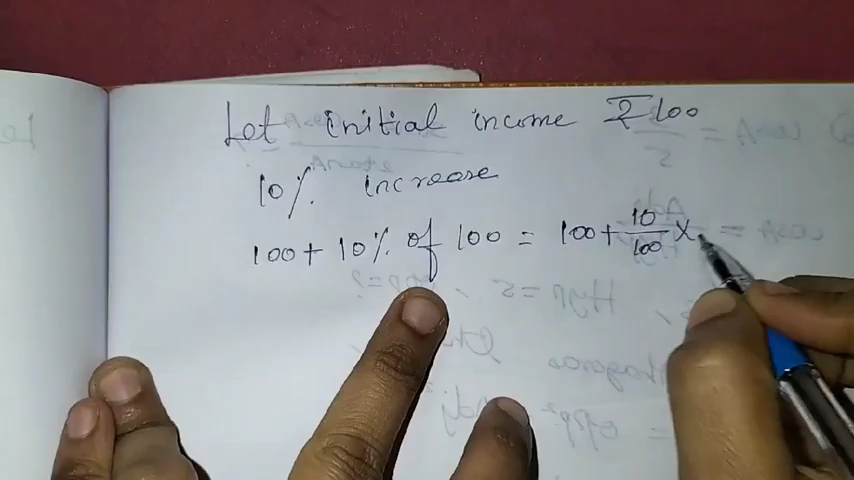 Let initial income ₹ 100
10% increase
100 + 10% of 100 = 100 + 10/100 ×